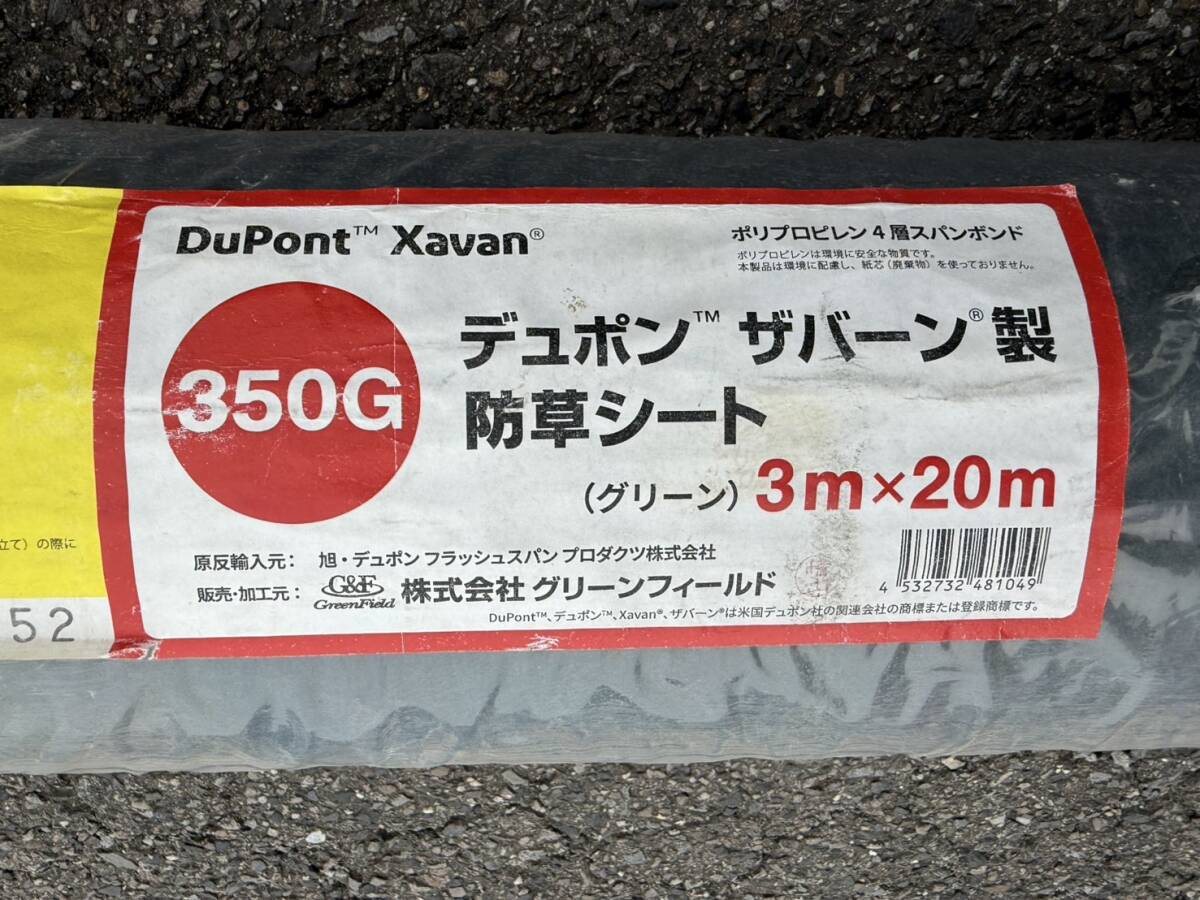 DuPont™ Xavan®
ポリプロピレン4層スパンボンド
ポリプロピレンは環境に安全な物質です。
本製品は環境に配慮し、紙芯（廃棄物）を使っておりません。
350G
デュポン™ ザバーン®製
防草シート
（グリーン）3m×20m
立て）の際に
52
原反輸入元： 旭・デュポン フラッシュスパン プロダクツ株式会社
販売・加工元： G&F GreenField 株式会社 グリーンフィールド
4 532732 481049
DuPont™、デュポン™、Xavan®、ザバーン®は米国デュポン社の関連会社の商標または登録商標です。